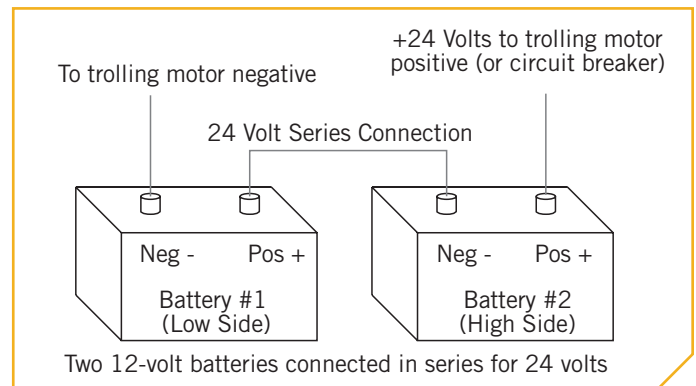 +24 Volts to trolling motor
positive (or circuit breaker)
To trolling motor negative
24 Volt Series Connection
Neg - Pos +
Battery #1
(Low Side)
Neg - Pos +
Battery #2
(High Side)
Two 12-volt batteries connected in series for 24 volts